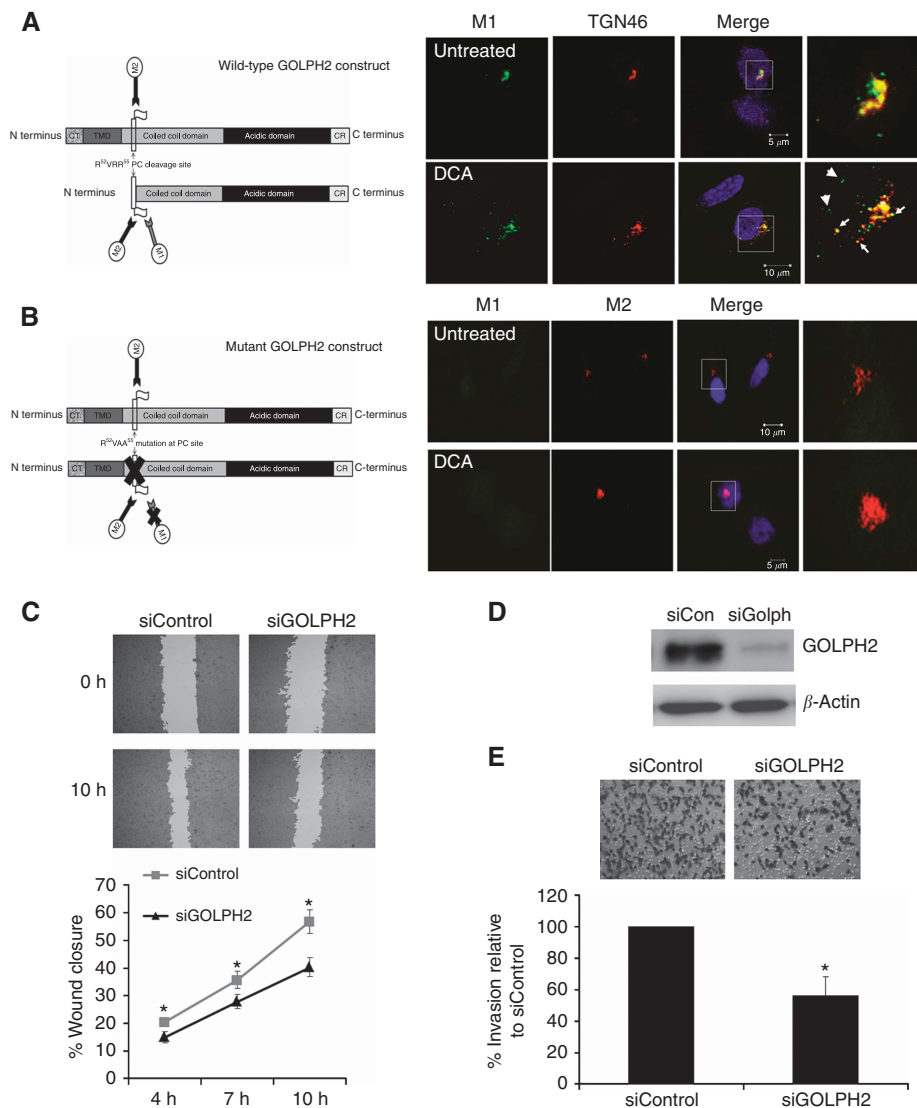 A
Wild-type GOLPH2 construct
M2
N terminus CT TMD Coiled coil domain Acidic domain CR C terminus
R⁵²VRR⁵⁵ PC cleavage site
N terminus C terminus
Coiled coil domain Acidic domain CR
M2 M1
M1 TGN46 Merge
Untreated
5 μm
DCA
10 μm
B
Mutant GOLPH2 construct
M2
N terminus CT TMD Coiled coil domain Acidic domain CR C-terminus
R⁵²VAA⁵⁵ mutation at PC site
N terminus CT TMD Coiled coil domain Acidic domain CR C-terminus
M2 M1
M1 M2 Merge
Untreated
10 μm
DCA
5 μm
C
siControl siGOLPH2
0 h
10 h
siControl
siGOLPH2
% Wound closure
70
60
50
40
30
20
10
0
* * *
4 h 7 h 10 h
D
siCon siGolph
GOLPH2
β-Actin
E
siControl siGOLPH2
% Invasion relative
to siControl
120
100
80
60
40
20
0
*
siControl siGOLPH2